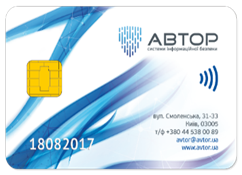 АВТОР
системи інформаційної безпеки
вул. Смоленська, 31-33
Київ, 03005
т/ф +380 44 538 00 89
avtor@avtor.ua
www.avtor.ua
18082017